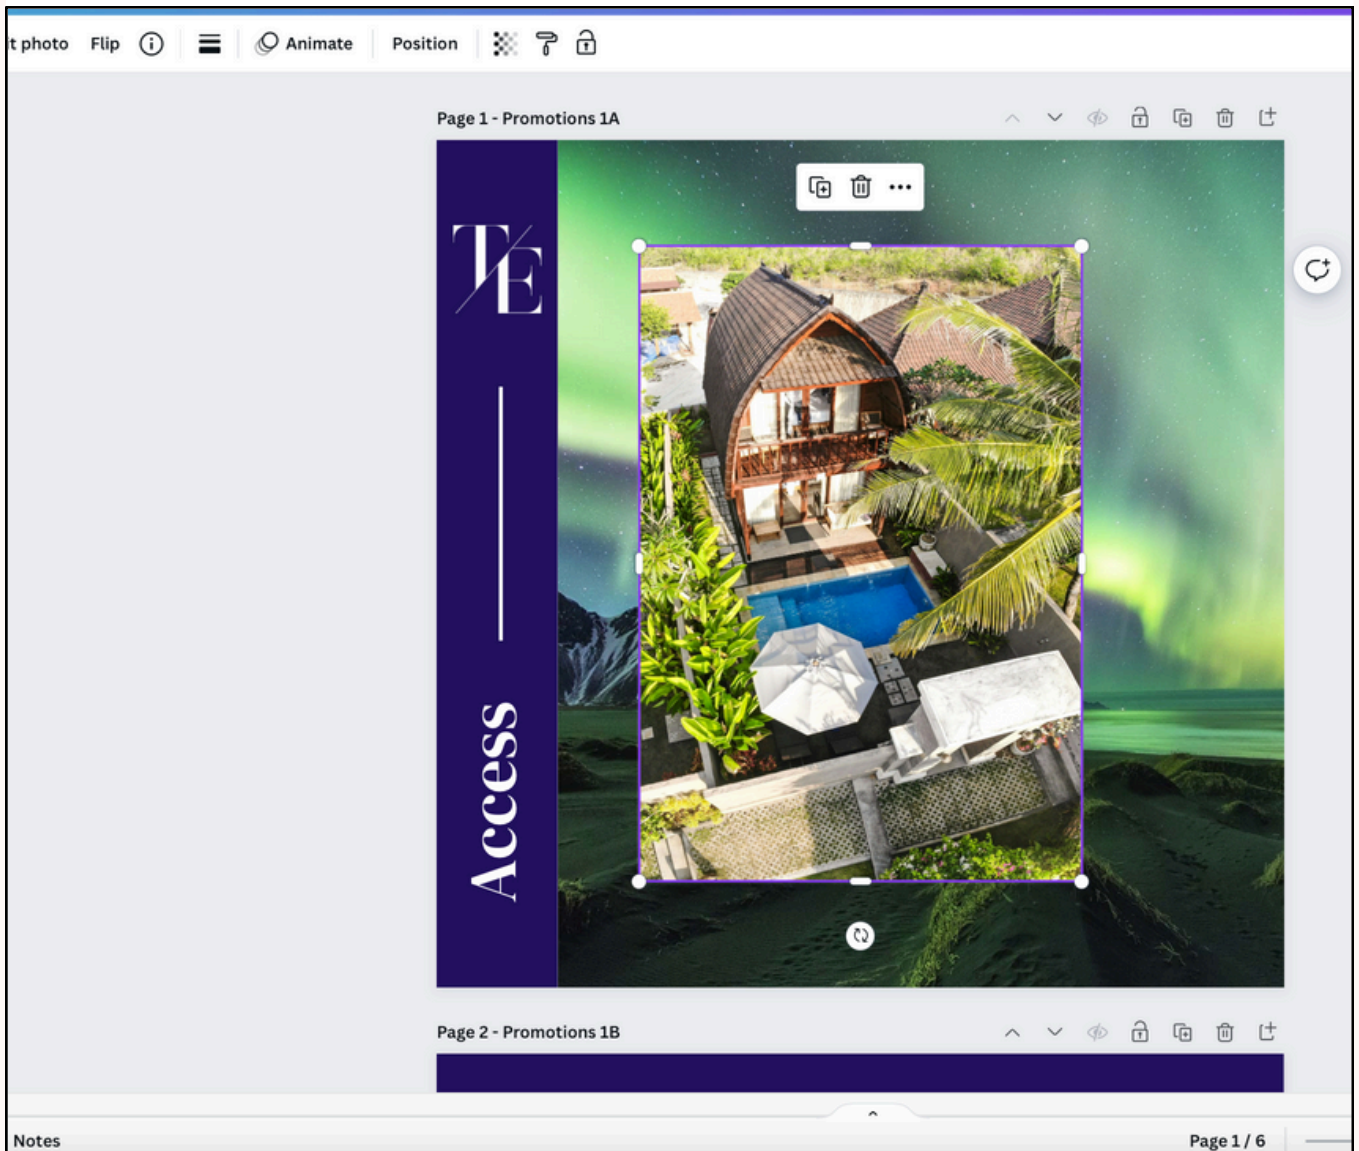 t photo Flip Animate Position
Page 1 - Promotions 1A
TE
Access
Page 2 - Promotions 1B
Notes Page 1 / 6